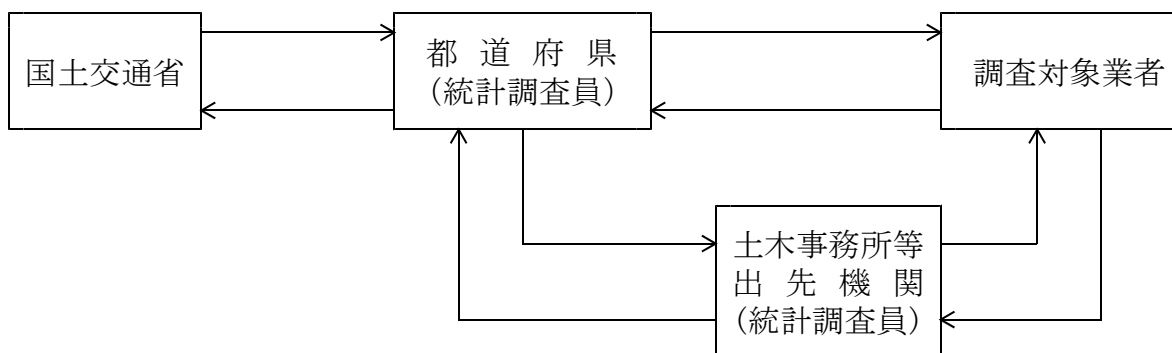 国土交通省
都道府県
(統計調査員)
調査対象業者
土木事務所等
出先機関
(統計調査員)